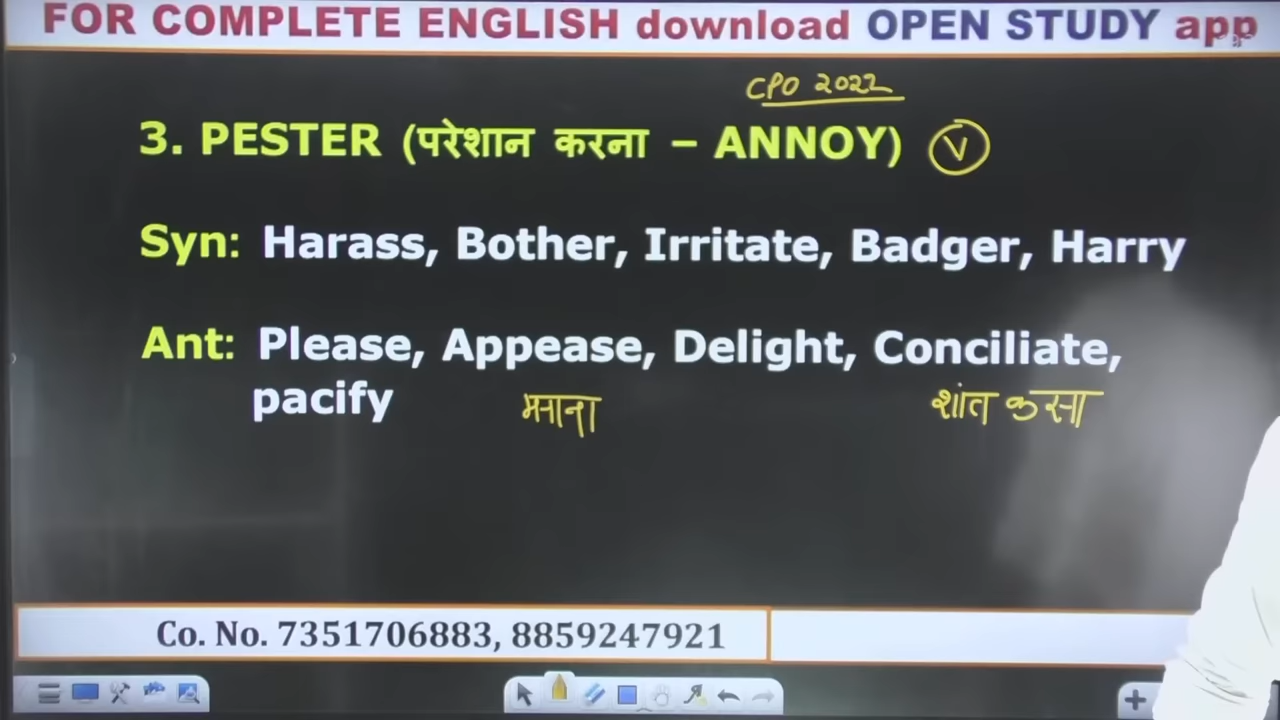 FOR COMPLETE ENGLISH download OPEN STUDY app
CPO 2022
3. PESTER (परेशान करना – ANNOY) V
Syn: Harass, Bother, Irritate, Badger, Harry
Ant: Please, Appease, Delight, Conciliate,
pacify मनाना शांत करना
Co. No. 7351706883, 8859247921